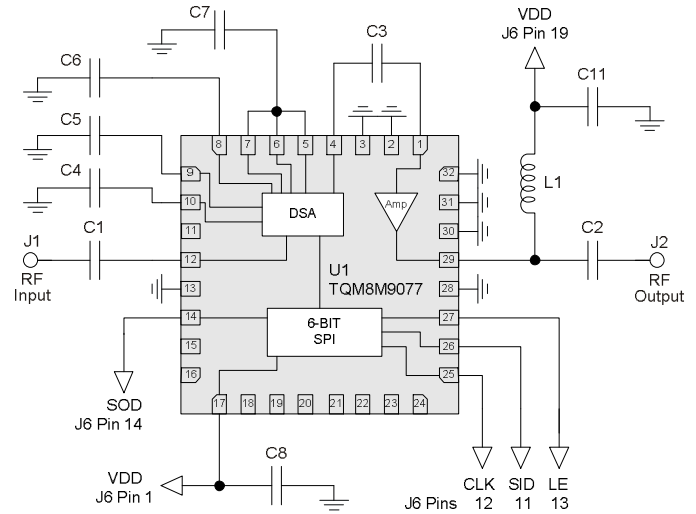 C7
VDD
J6 Pin 19
C3
C6
C11
C5
8 7 6 5 4 3 2 1
C4
9
32
10
DSA
Amp
31
L1
11
30
J1
C1
C2
J2
12
29
RF
Input
U1
TQM8M9077
RF
Output
13
28
14
6-BIT
SPI
27
15
26
16
25
SOD
J6 Pin 14
17 18 19 20 21 22 23 24
C8
VDD
J6 Pin 1
CLK SID LE
J6 Pins 12 11 13